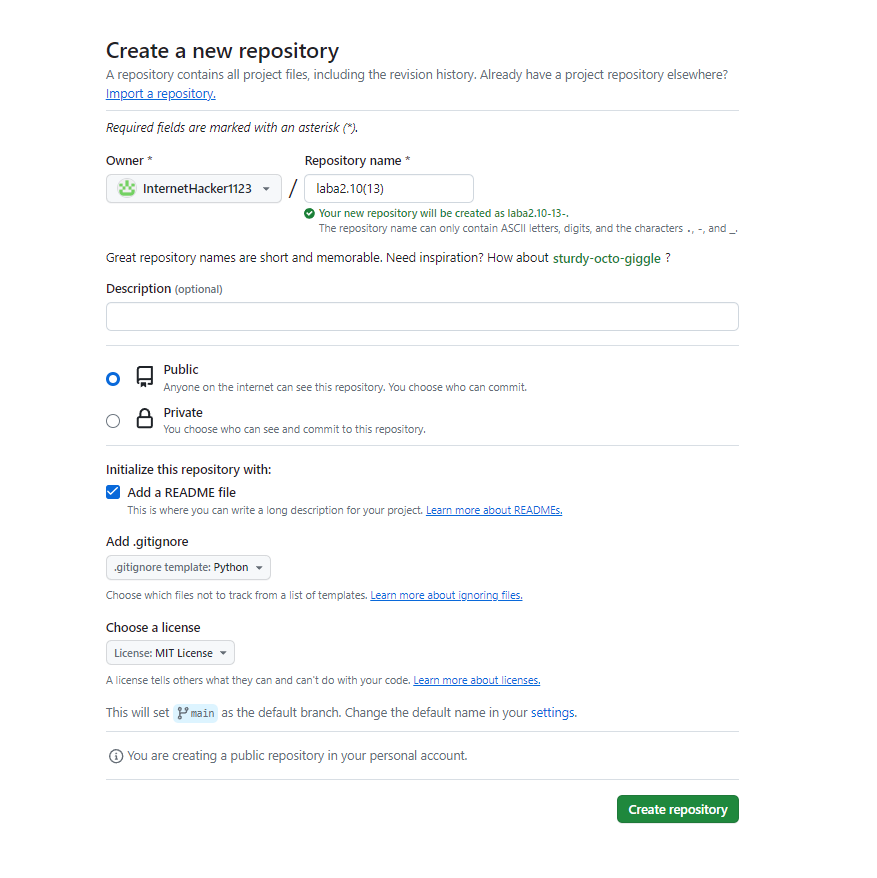 Create a new repository
A repository contains all project files, including the revision history. Already have a project repository elsewhere?
Import a repository.
Required fields are marked with an asterisk (*).
Owner * Repository name *
InternetHacker1123 / laba2.10(13)
Your new repository will be created as laba2.10-13-.
The repository name can only contain ASCII letters, digits, and the characters ., -, and _.
Great repository names are short and memorable. Need inspiration? How about sturdy-octo-giggle ?
Description (optional)
Public
Anyone on the internet can see this repository. You choose who can commit.
Private
You choose who can see and commit to this repository.
Initialize this repository with:
Add a README file
This is where you can write a long description for your project. Learn more about READMEs.
Add .gitignore
.gitignore template: Python
Choose which files not to track from a list of templates. Learn more about ignoring files.
Choose a license
License: MIT License
A license tells others what they can and can't do with your code. Learn more about licenses.
This will set main as the default branch. Change the default name in your settings.
You are creating a public repository in your personal account.
Create repository